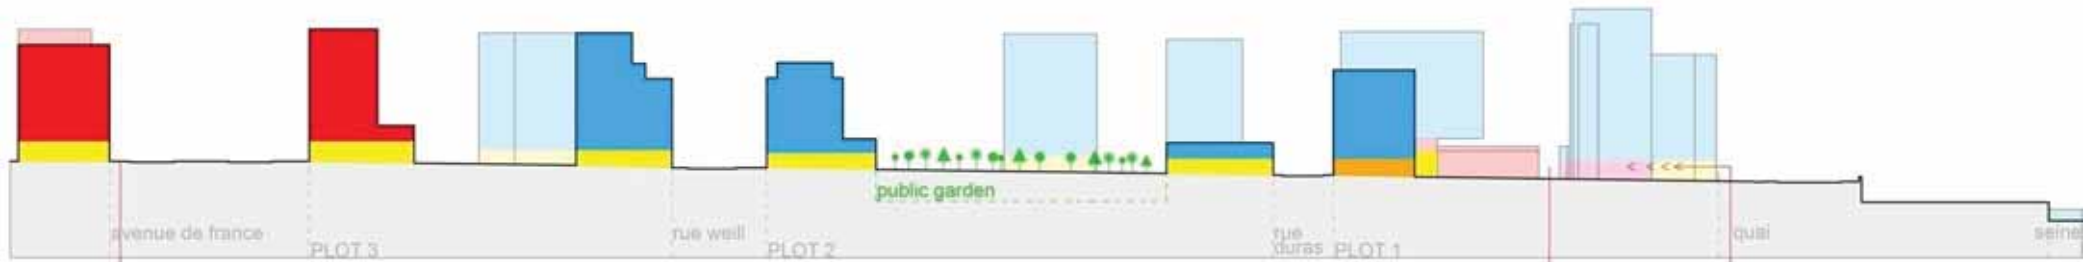 public garden
avenue de france
PLOT 3
rue weill
PLOT 2
rue
duras
PLOT 1
quai
seine